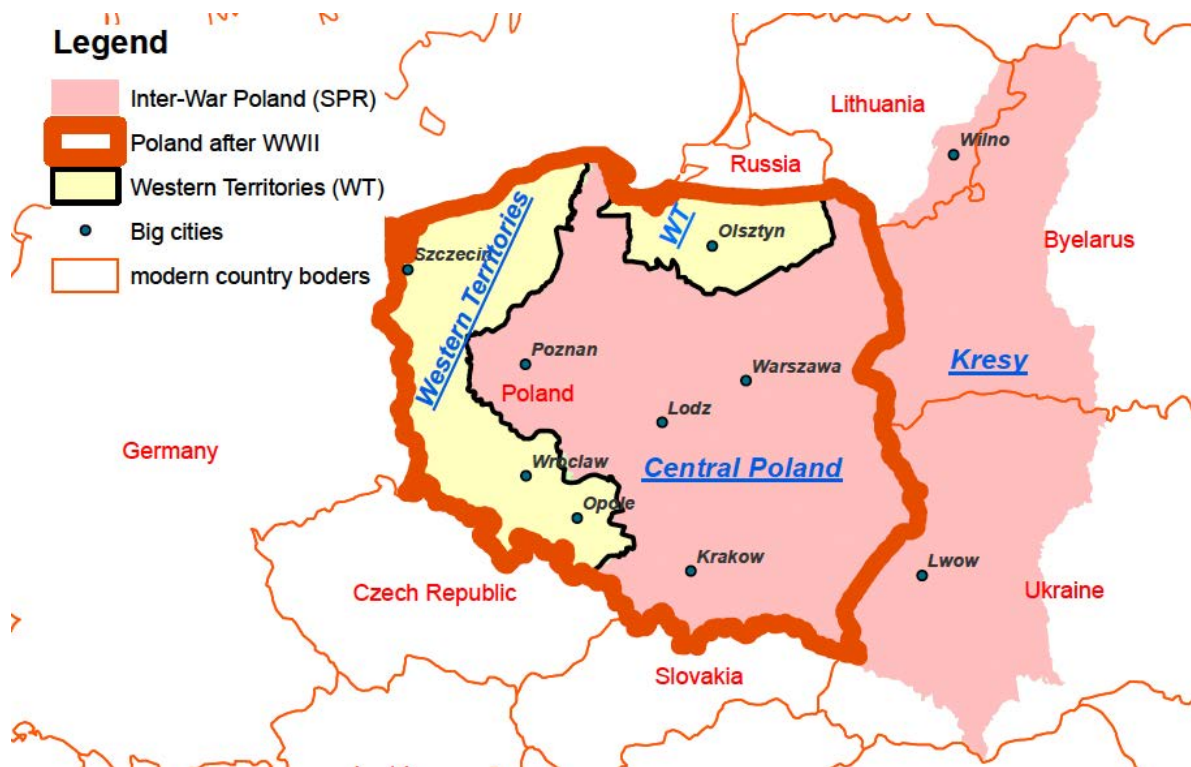 Legend
Inter-War Poland (SPR)
Poland after WWII
Western Territories (WT)
Big cities
modern country boders
Lithuania
Wilno
Russia
Byelarus
Western Territories
WT
Olsztyn
Szczecin
Poznan
Poland
Warszawa
Kresy
Lodz
Germany
Wroclaw
Central Poland
Opole
Krakow
Lwow
Czech Republic
Ukraine
Slovakia